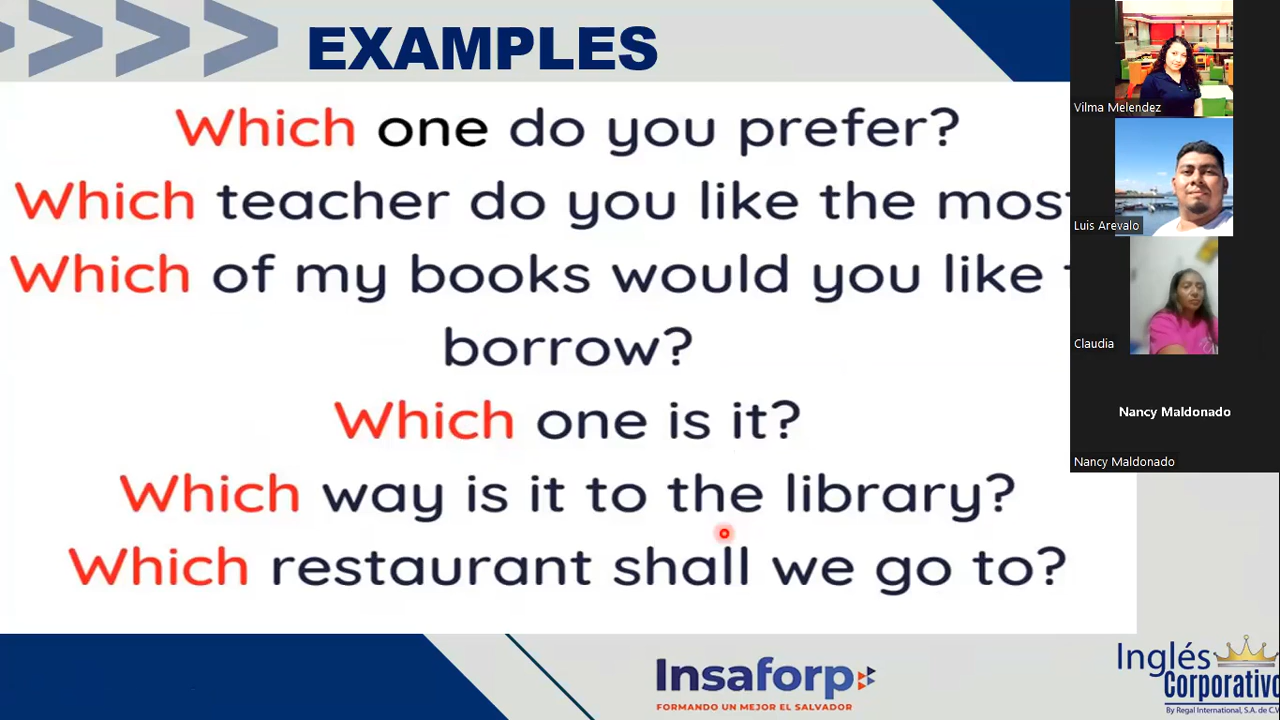 EXAMPLES
Which one do you prefer?
Which teacher do you like the most
Which of my books would you like
borrow?
Which one is it?
Which way is it to the library?
Which restaurant shall we go to?
Vilma Melendez
Luis Arevalo
Claudia
Nancy Maldonado
Nancy Maldonado
Insaforp
FORMANDO UN MEJOR EL SALVADOR
Inglés
Corporativo
By Regal International, S.A. de C.V